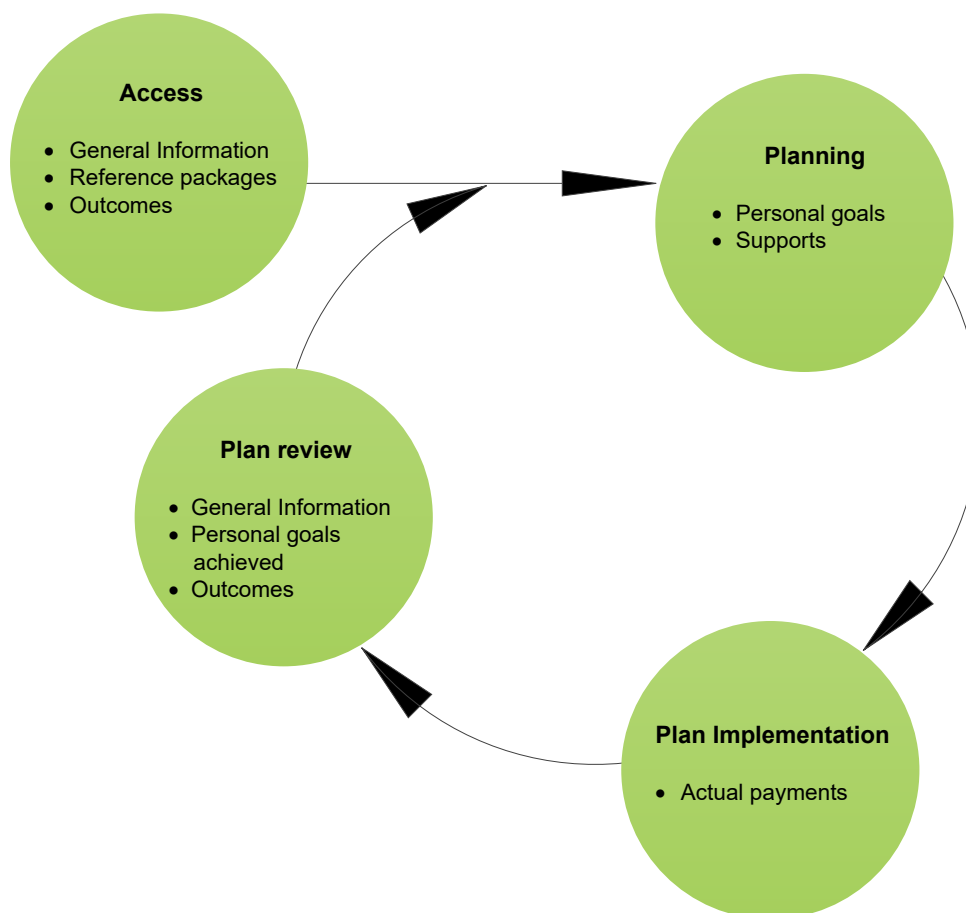 Access
• General Information
• Reference packages
• Outcomes
Planning
• Personal goals
• Supports
Plan review
• General Information
• Personal goals
achieved
• Outcomes
Plan Implementation
• Actual payments